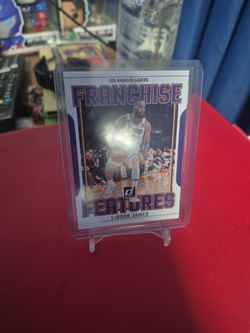 LOS ANGELES LAKERS
FRANCHISE
FEATURES
LeBRON JAMES